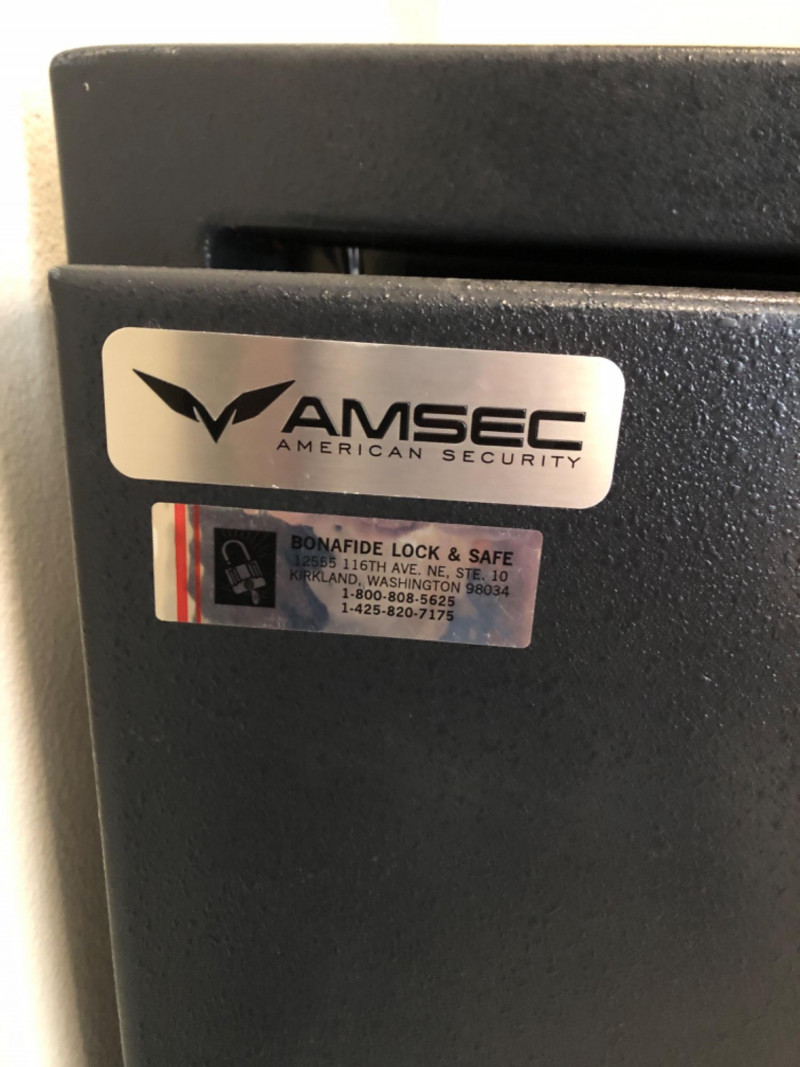 AMSEC
AMERICAN SECURITY
BONAFIDE LOCK & SAFE
12555 116TH AVE. NE, STE. 10
KIRKLAND, WASHINGTON 98034
1-800-808-5625
1-425-820-7175